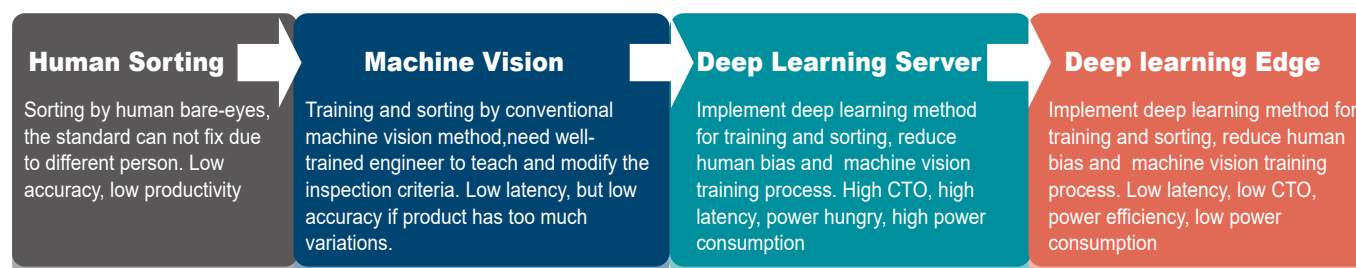 Human Sorting
Sorting by human bare-eyes,
the standard can not fix due
to different person. Low
accuracy, low productivity
Machine Vision
Training and sorting by conventional
machine vision method,need well-
trained engineer to teach and modify the
inspection criteria. Low latency, but low
accuracy if product has too much
variations.
Deep Learning Server
Implement deep learning method
for training and sorting, reduce
human bias and  machine vision
training process. High CTO, high
latency, power hungry, high power
consumption
Deep learning Edge
Implement deep learning method for
training and sorting, reduce human
bias and  machine vision training
process. Low latency, low CTO,
power efficiency, low power
consumption